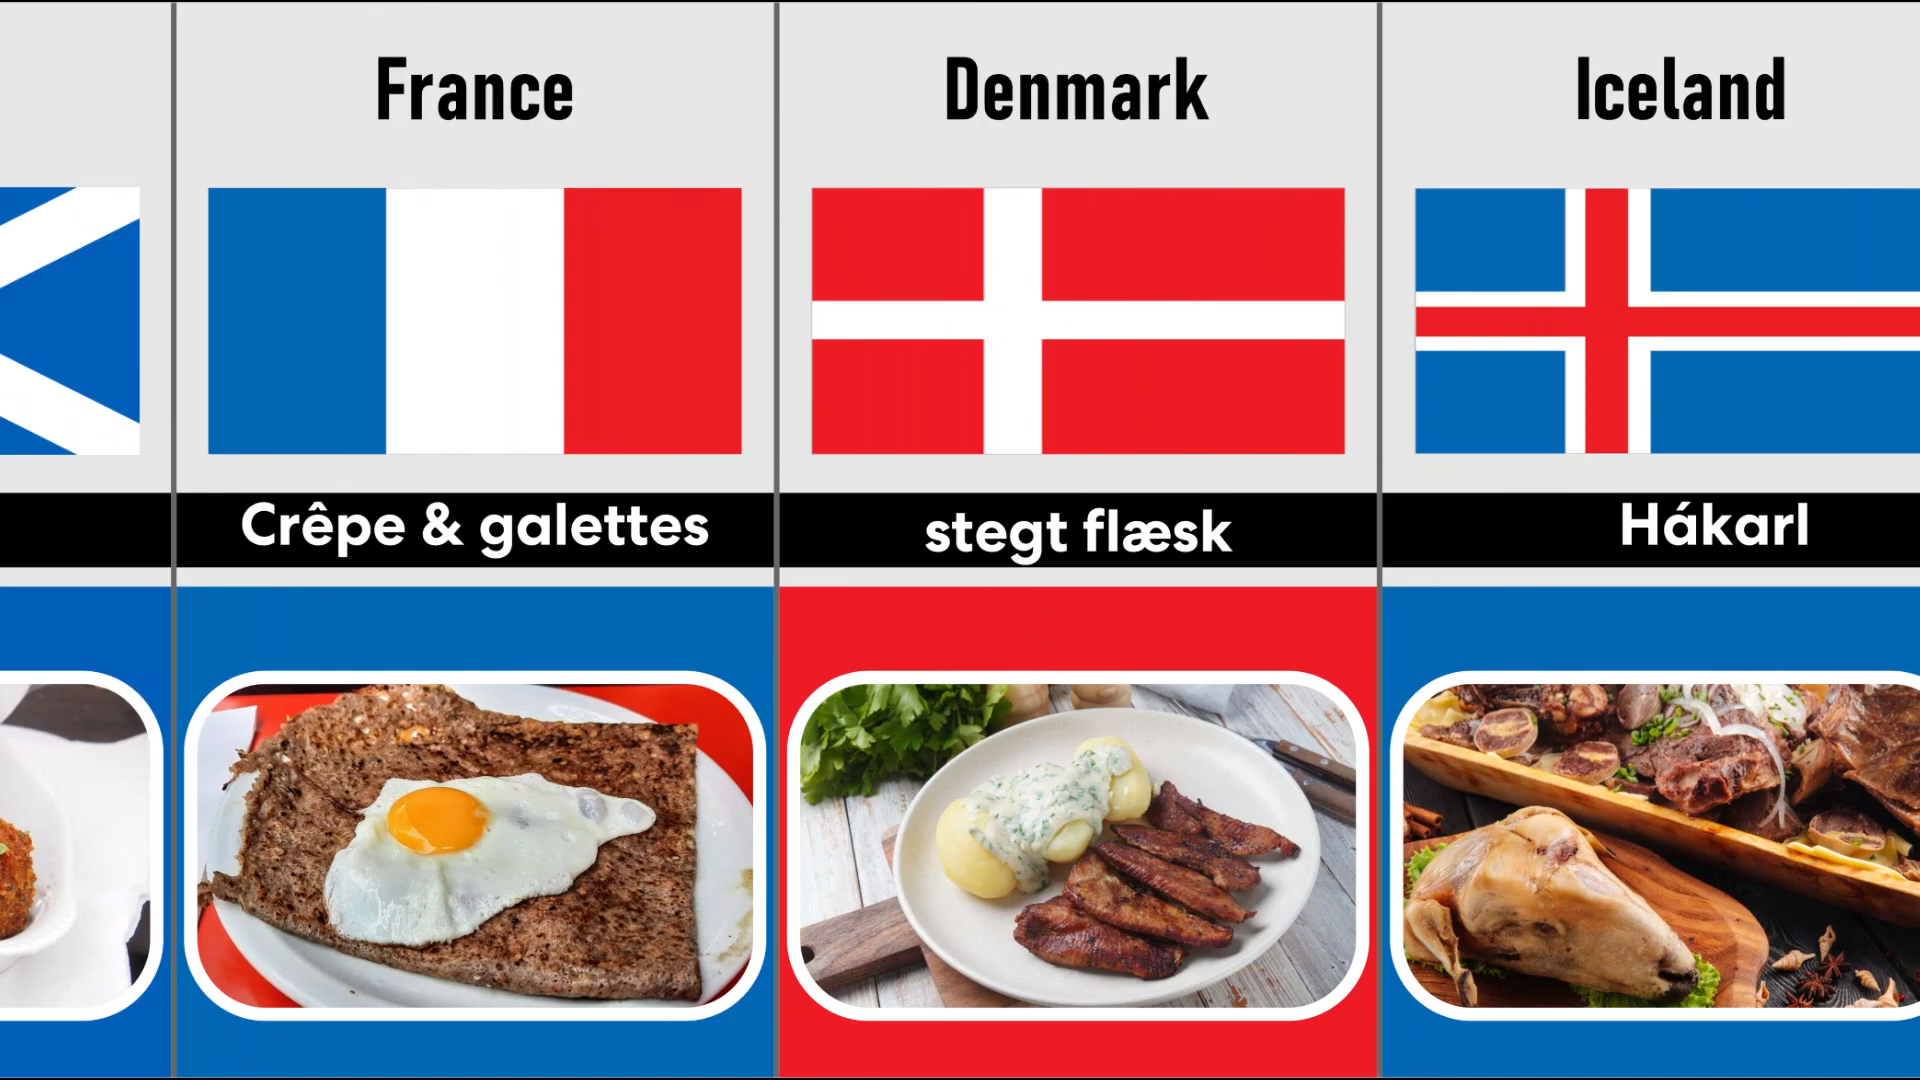 France
Denmark
Iceland
Crêpe & galettes
stegt flæsk
Hákarl